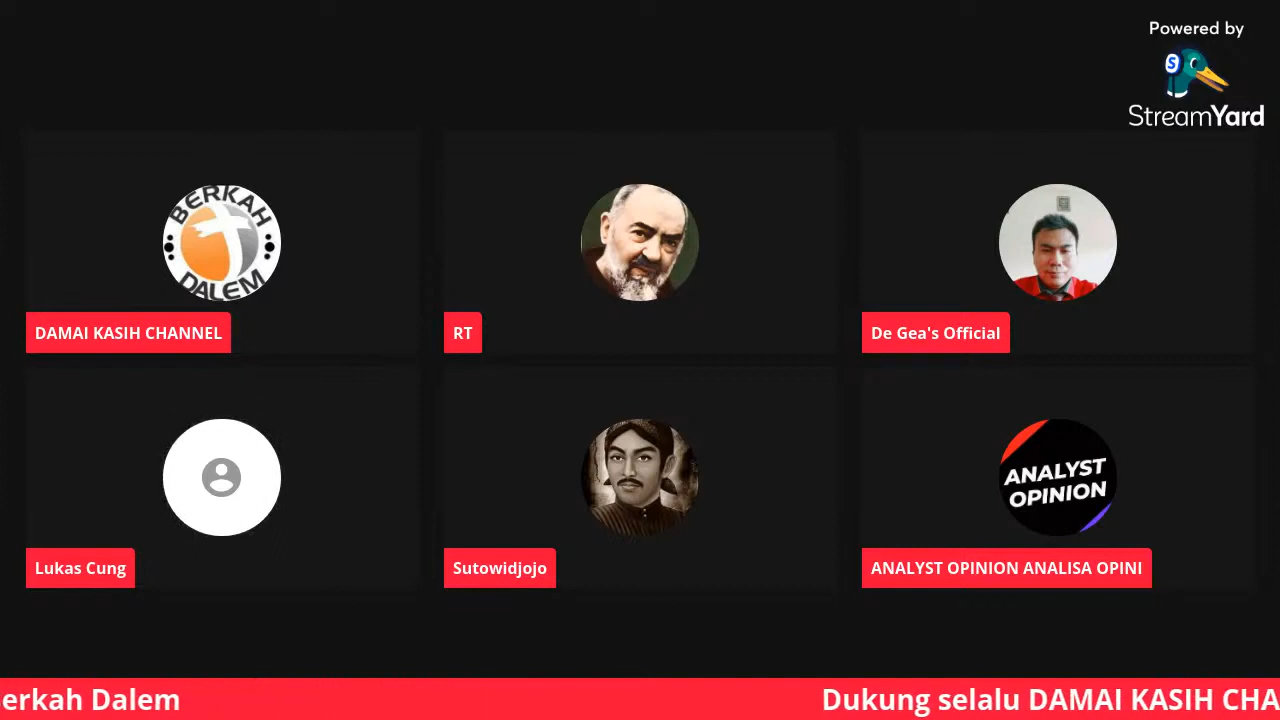 Powered by
S
StreamYard
BERKAH
DALEM
DAMAI KASIH CHANNEL
RT
De Gea's Official
Lukas Cung
Sutowidjojo
ANALYST
OPINION
ANALYST OPINION ANALISA OPINI
erkah Dalem
Dukung selalu DAMAI KASIH CHA